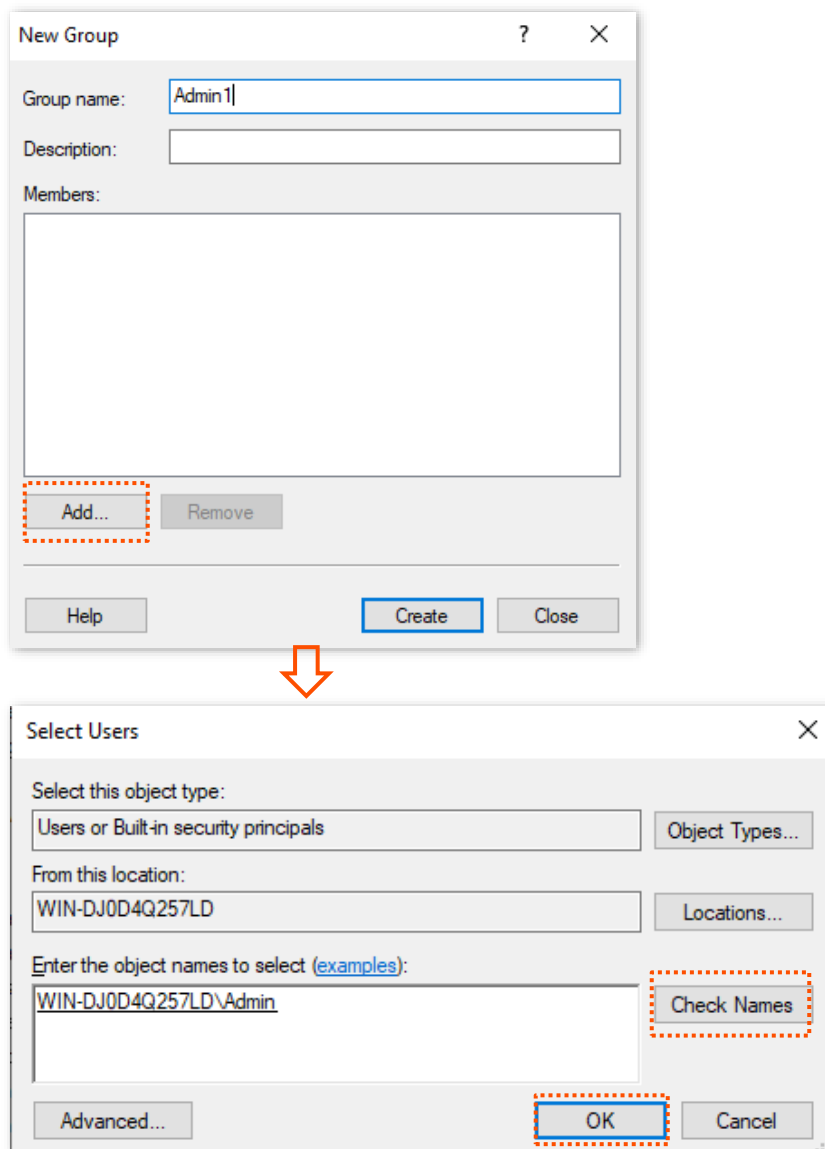 New Group
?
Group name:
Admin1
Description:
Members:
Add...
Remove
Help
Create
Close
Select Users
Select this object type:
Users or Built-in security principals
Object Types...
From this location:
WIN-DJ0D4Q257LD
Locations...
Enter the object names to select (examples):
WIN-DJ0D4Q257LD\Admin
Check Names
Advanced...
OK
Cancel